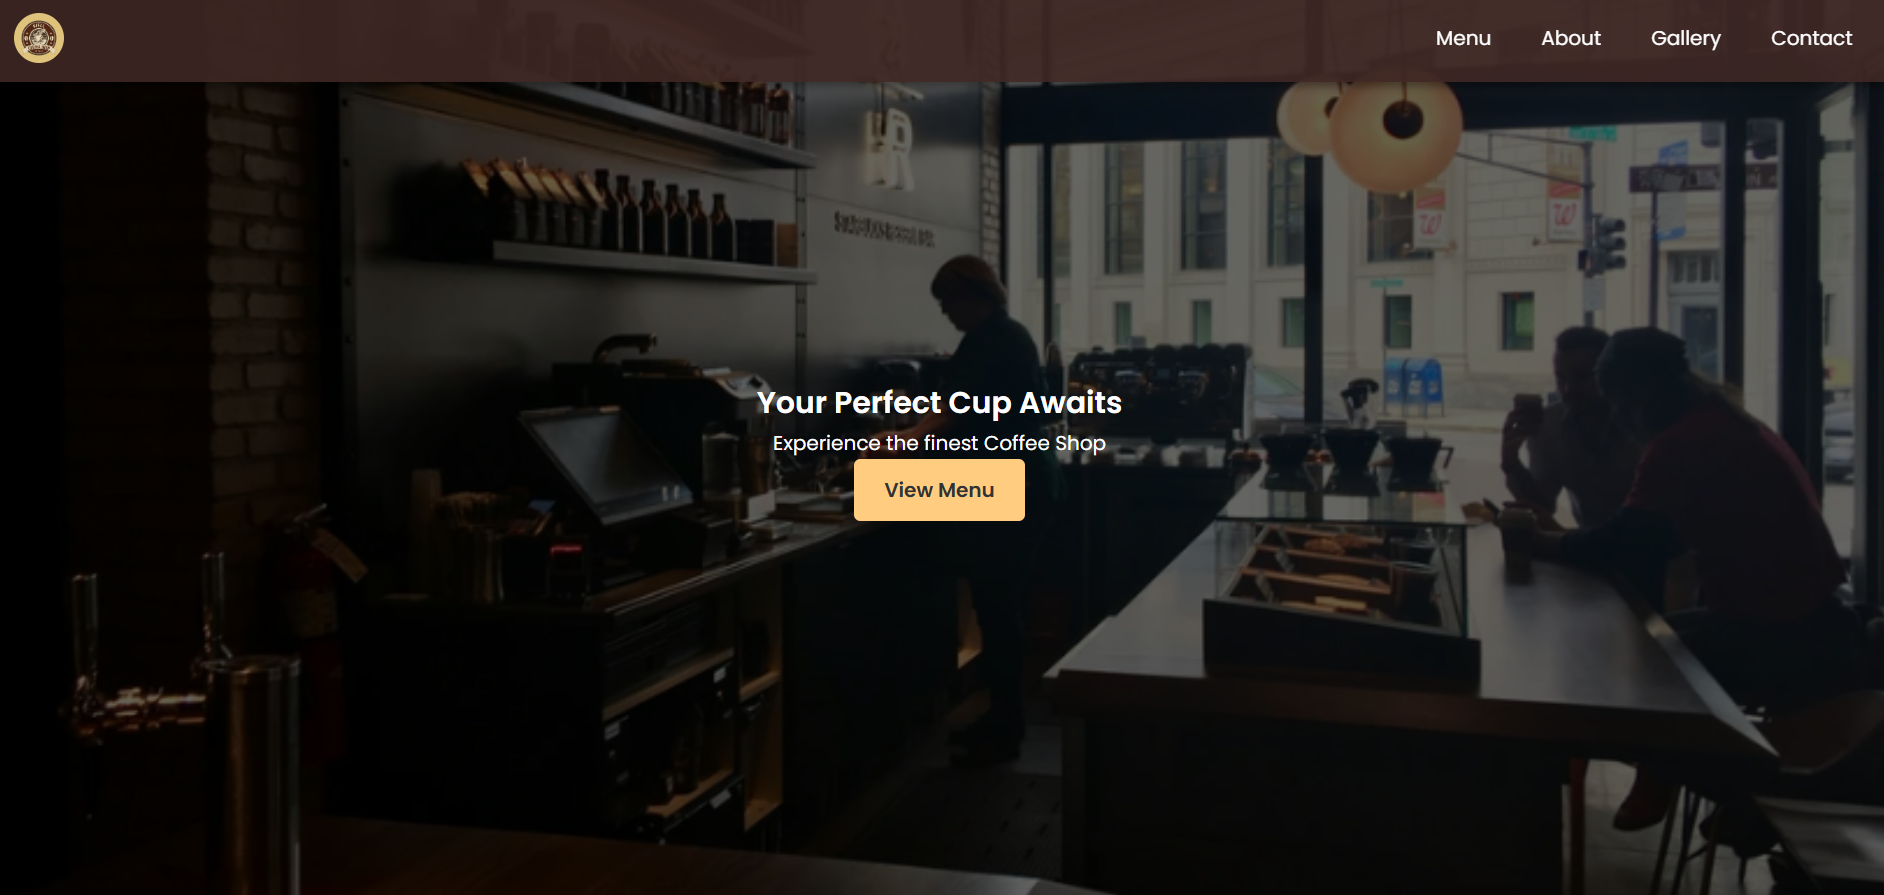 Menu
About
Gallery
Contact
Your Perfect Cup Awaits
Experience the finest Coffee Shop
View Menu